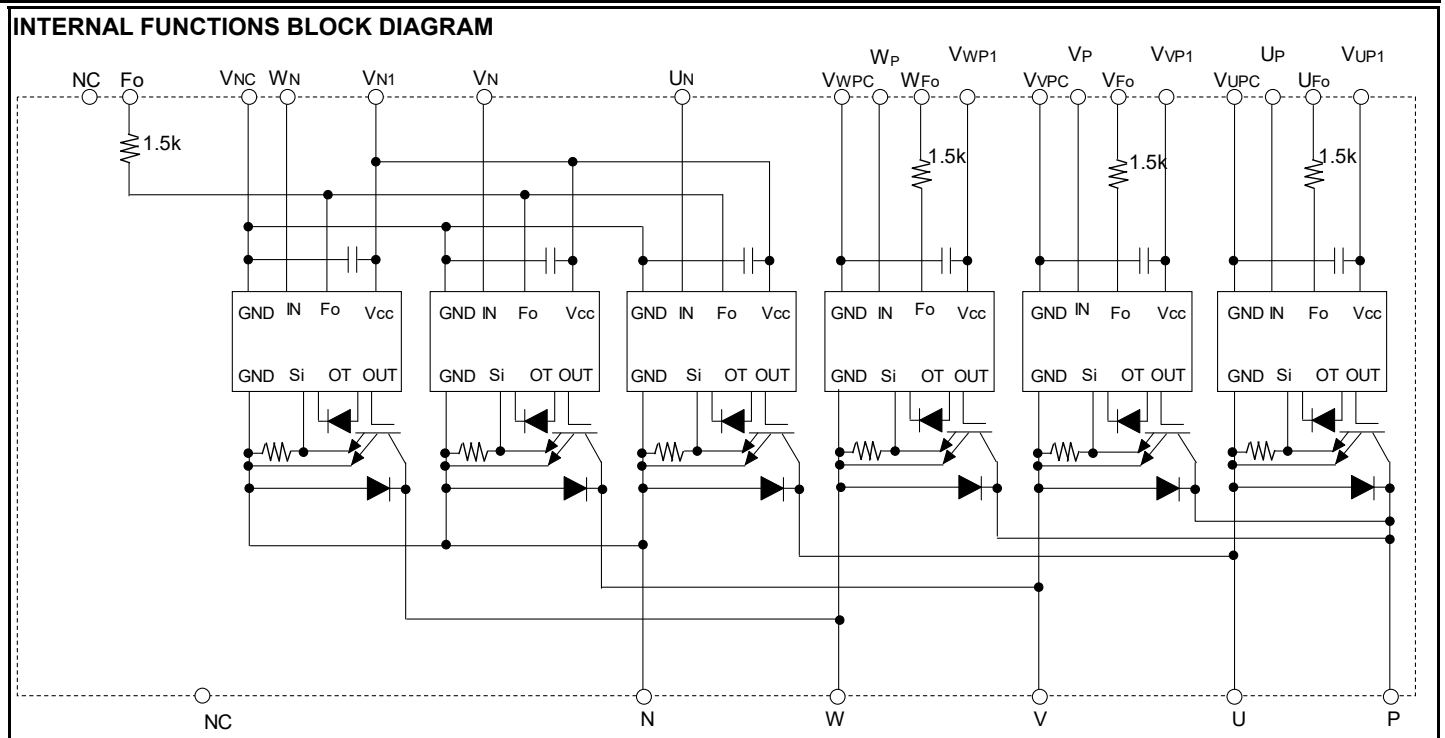 INTERNAL FUNCTIONS BLOCK DIAGRAM
WP VWP1 VP VVP1 UP VUP1
NC Fo VNC WN VN1 VN UN VWPC WFo VVPC VFo VUPC UFo
1.5k 1.5k 1.5k 1.5k
GND IN Fo Vcc GND IN Fo Vcc GND IN Fo Vcc GND IN Fo Vcc GND IN Fo Vcc GND IN Fo Vcc
GND Si OT OUT GND Si OT OUT GND Si OT OUT GND Si OT OUT GND Si OT OUT GND Si OT OUT
NC N W V U P